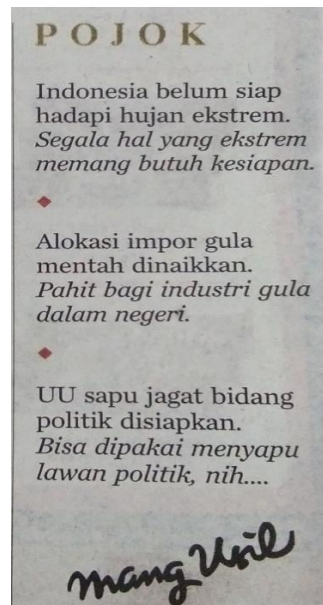 POJOK
Indonesia belum siap
hadapi hujan ekstrem.
Segala hal yang ekstrem
memang butuh kesiapan.
Alokasi impor gula
mentah dinaikkan.
Pahit bagi industri gula
dalam negeri.
UU sapu jagat bidang
politik disiapkan.
Bisa dipakai menyapu
lawan politik, nih....
mang Usil